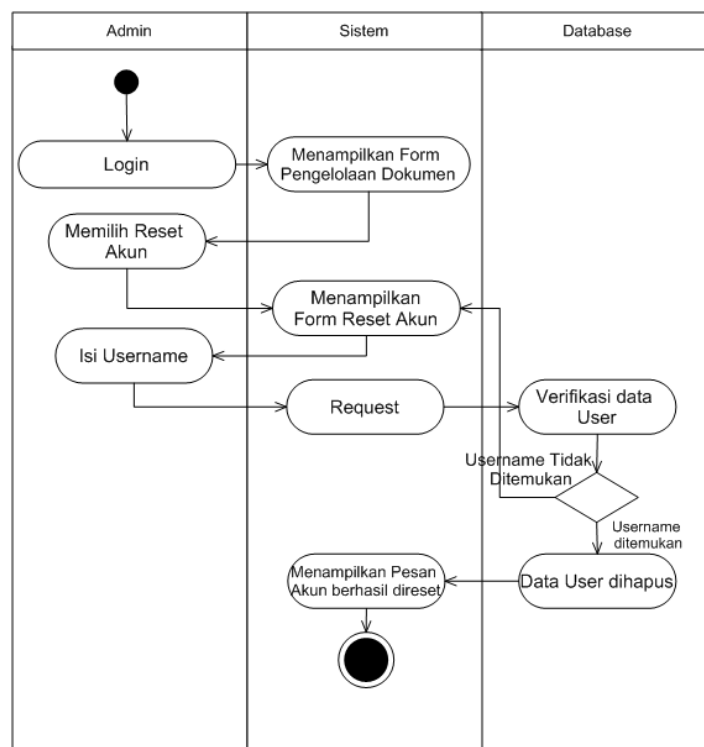 Admin
Sistem
Database
Login
Menampilkan Form
Pengelolaan Dokumen
Memilih Reset
Akun
Menampilkan
Form Reset Akun
Isi Username
Request
Verifikasi data
User
Username Tidak
Ditemukan
Username
ditemukan
Data User dihapus
Menampilkan Pesan
Akun berhasil direset